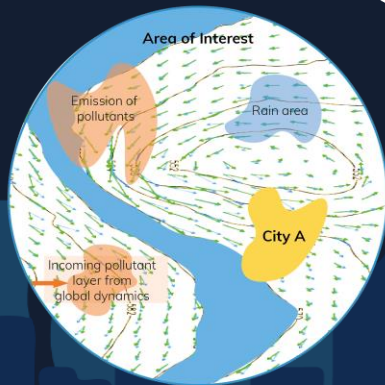 Area of Interest
Emission of
pollutants
Rain area
City A
Incoming pollutant
layer from
global dynamics